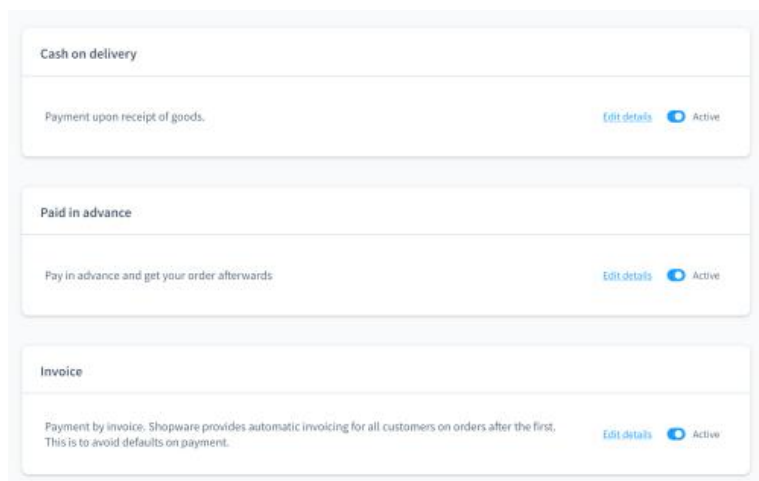 Cash on delivery
Payment upon receipt of goods.
Edit details
Active
Paid in advance
Pay in advance and get your order afterwards
Edit details
Active
Invoice
Payment by invoice. Shopware provides automatic invoicing for all customers on orders after the first.
This is to avoid defaults on payment.
Edit details
Active